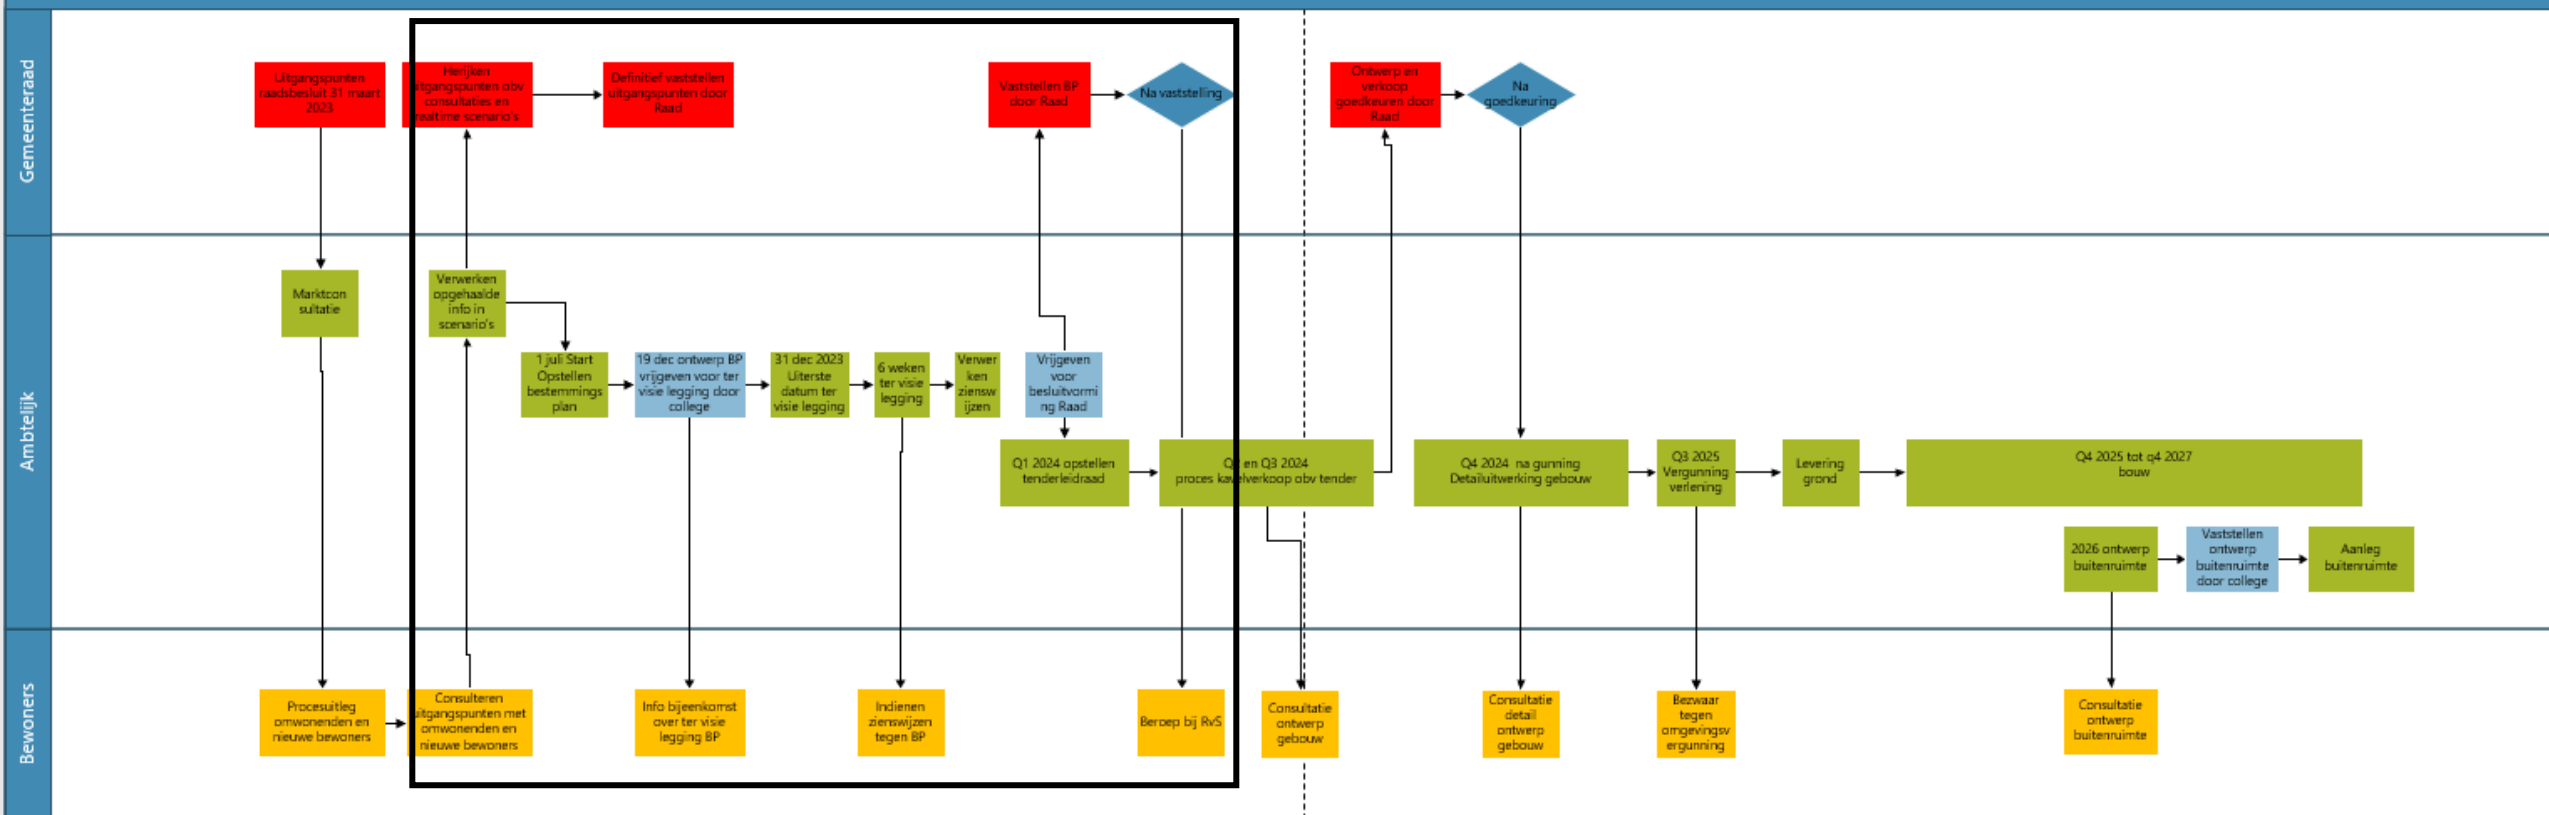 Gemeenteraad
Uitgangspunten
raadsbesluit 31 maart
2023
Herijken
uitgangspunten obv
consultaties en
realtime scenario's
Definitief vaststellen
uitgangspunten door
Raad
Vaststellen BP
door Raad
Na vaststelling
Ontwerp en
verkoop
goedkeuren door
Raad
Na
goedkeuring
Ambtelijk
Marktcon
sultatie
Verwerken
opgehaalde
info in
scenario's
1 juli Start
Opstellen
bestemmings
plan
19 dec ontwerp BP
vrijgeven voor ter
visie legging door
college
31 dec 2023
Uiterste
datum ter
visie legging
6 weken
ter visie
legging
Verwer
ken
ziensw
ijzen
Vrijgeven
voor
besluitvormi
ng Raad
Q1 2024 opstellen
tenderleidraad
Q2 en Q3 2024
proces kavelverkoop obv tender
Q4 2024 na gunning
Detailuitwerking gebouw
Q3 2025
Vergunning
verlening
Levering
grond
Q4 2025 tot q4 2027
bouw
2026 ontwerp
buitenruimte
Vaststellen
ontwerp
buitenruimte
door college
Aanleg
buitenruimte
Bewoners
Procesuitleg
omwonenden en
nieuwe bewoners
Consulteren
uitgangspunten met
omwonenden en
nieuwe bewoners
Info bijeenkomst
over ter visie
legging BP
Indienen
zienswijzen
tegen BP
Beroep bij RvS
Consultatie
ontwerp
gebouw
Consultatie
detail
ontwerp
gebouw
Bezwaar
tegen
omgevingsv
ergunning
Consultatie
ontwerp
buitenruimte